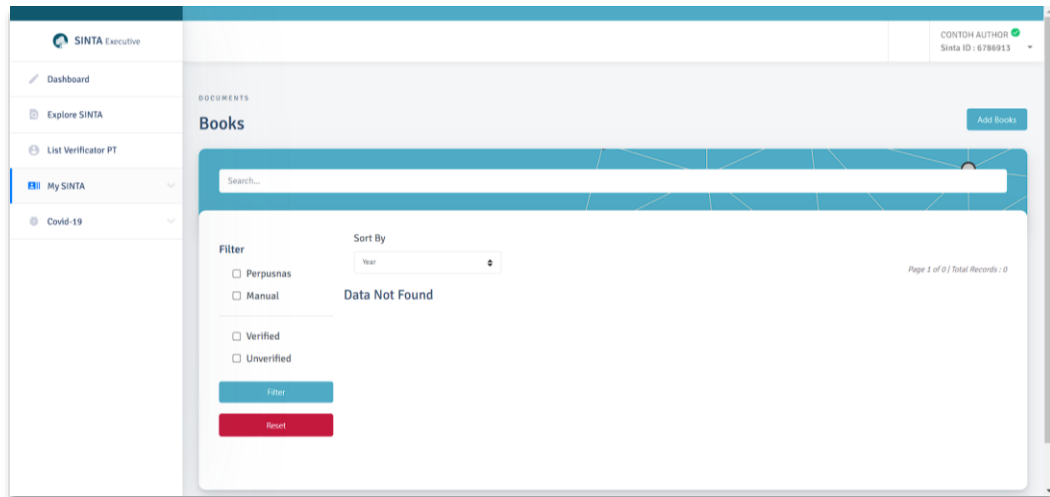 SINTA Executive
CONTOH AUTHOR
Sinta ID : 6786913
Dashboard
Explore SINTA
List Verificator PT
My SINTA
Covid-19
DOCUMENTS
Books
Add Books
Search...
Filter
Perpusnas
Manual
Verified
Unverified
Filter
Reset
Sort By
Year
Page 1 of 0 | Total Records : 0
Data Not Found